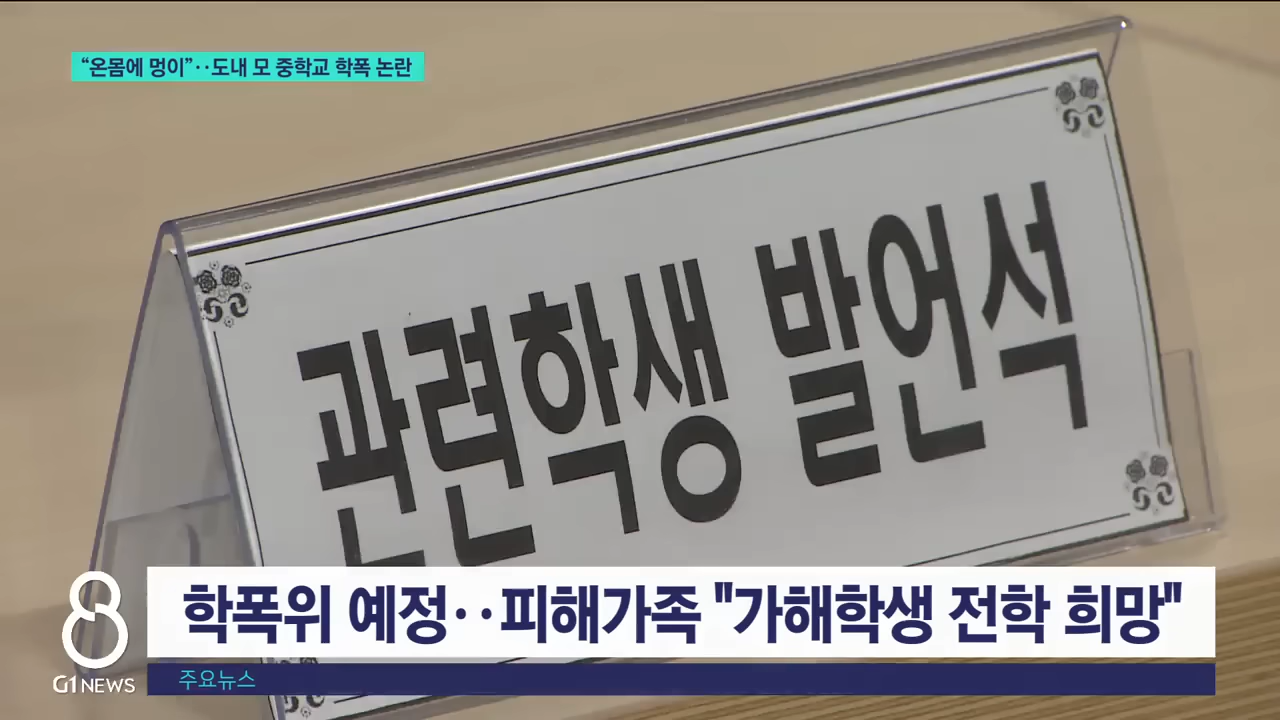 “온몸에 멍이”‥도내 모 중학교 학폭 논란
관련학생 발언석
학폭위 예정‥피해가족 "가해학생 전학 희망"
8
G1 NEWS
주요뉴스